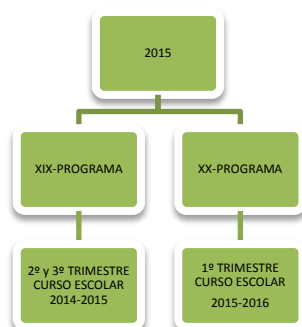 2015
XIX-PROGRAMA
XX-PROGRAMA
2º y 3º TRIMESTRE
CURSO ESCOLAR
2014-2015
1º TRIMESTRE
CURSO ESCOLAR
2015-2016